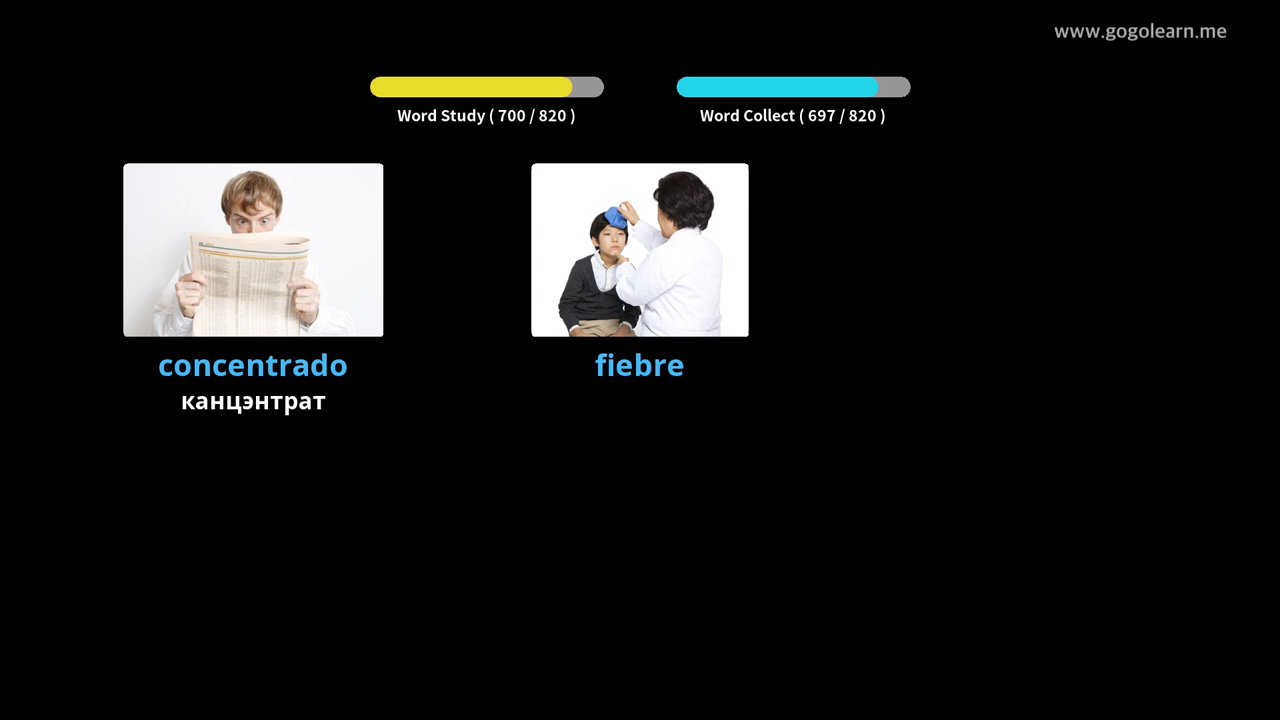 www.gogolearn.me
Word Study ( 700 / 820 )
Word Collect ( 697 / 820 )
concentrado
канцэнтрат
fiebre